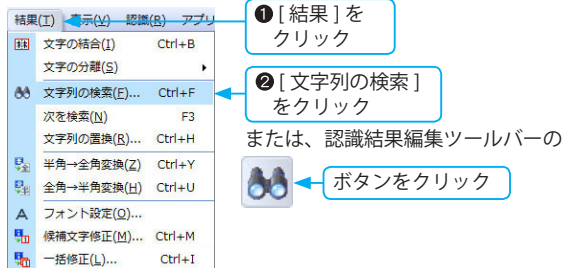 結果(T) 表示(V) 認識(R) アプリ
文字の結合(I) Ctrl+B
文字の分離(S)
文字列の検索(F)... Ctrl+F
次を検索(N) F3
文字列の置換(R)... Ctrl+H
半角→全角変換(Z) Ctrl+Y
全角→半角変換(H) Ctrl+U
フォント設定(O)...
候補文字修正(M)... Ctrl+M
一括修正(L)... Ctrl+I
❶[ 結果 ] を
クリック
❷[ 文字列の検索 ]
をクリック
または、認識結果編集ツールバーの
ボタンをクリック